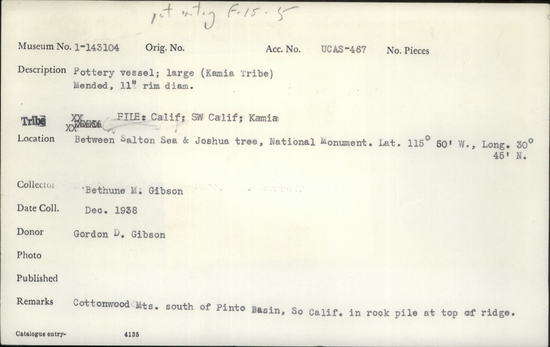 F-15-5
Museum No. 1-143104 Orig. No. Acc. No. UCAS-467 No. Pieces
Description Pottery vessel; large (Kamia Tribe)
Mended, 11" rim diam.
Tribe FILE: Calif; SW Calif; Kamia
Location Between Salton Sea & Joshua tree, National Monument. Lat. 115° 50' W., Long. 30°
45' N.
Collector Bethune M. Gibson
Date Coll. Dec. 1938
Donor Gordon D. Gibson
Photo
Published
Remarks Cottonwood Mts. south of Pinto Basin, So Calif. in rook pile at top of ridge.
Catalogue entry- 4135